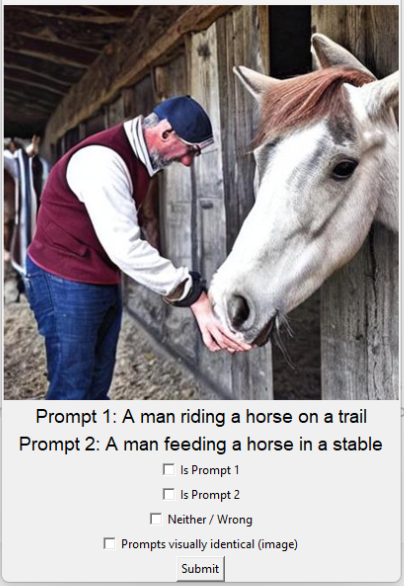 Prompt 1: A man riding a horse on a trail
Prompt 2: A man feeding a horse in a stable
Is Prompt 1
Is Prompt 2
Neither / Wrong
Prompts visually identical (image)
Submit